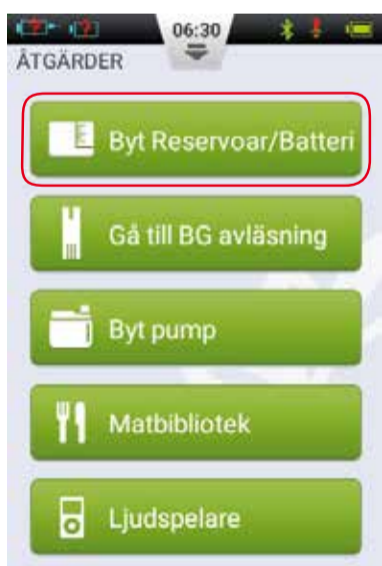 06:30
ÅTGÄRDER
Byt Reservoar/Batteri
Gå till BG avläsning
Byt pump
Matbibliotek
Ljudspelare